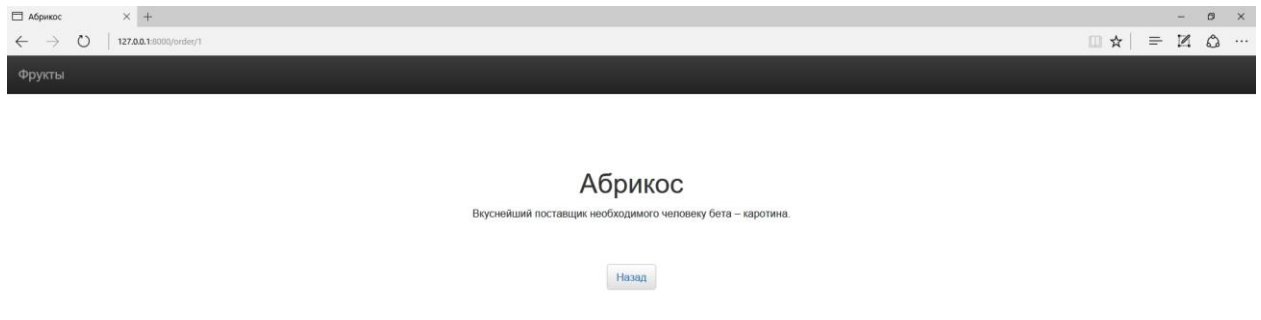 Абрикос
127.0.0.1:8000/order/1
Фрукты
Абрикос
Вкуснейший поставщик необходимого человеку бета – каротина.
Назад